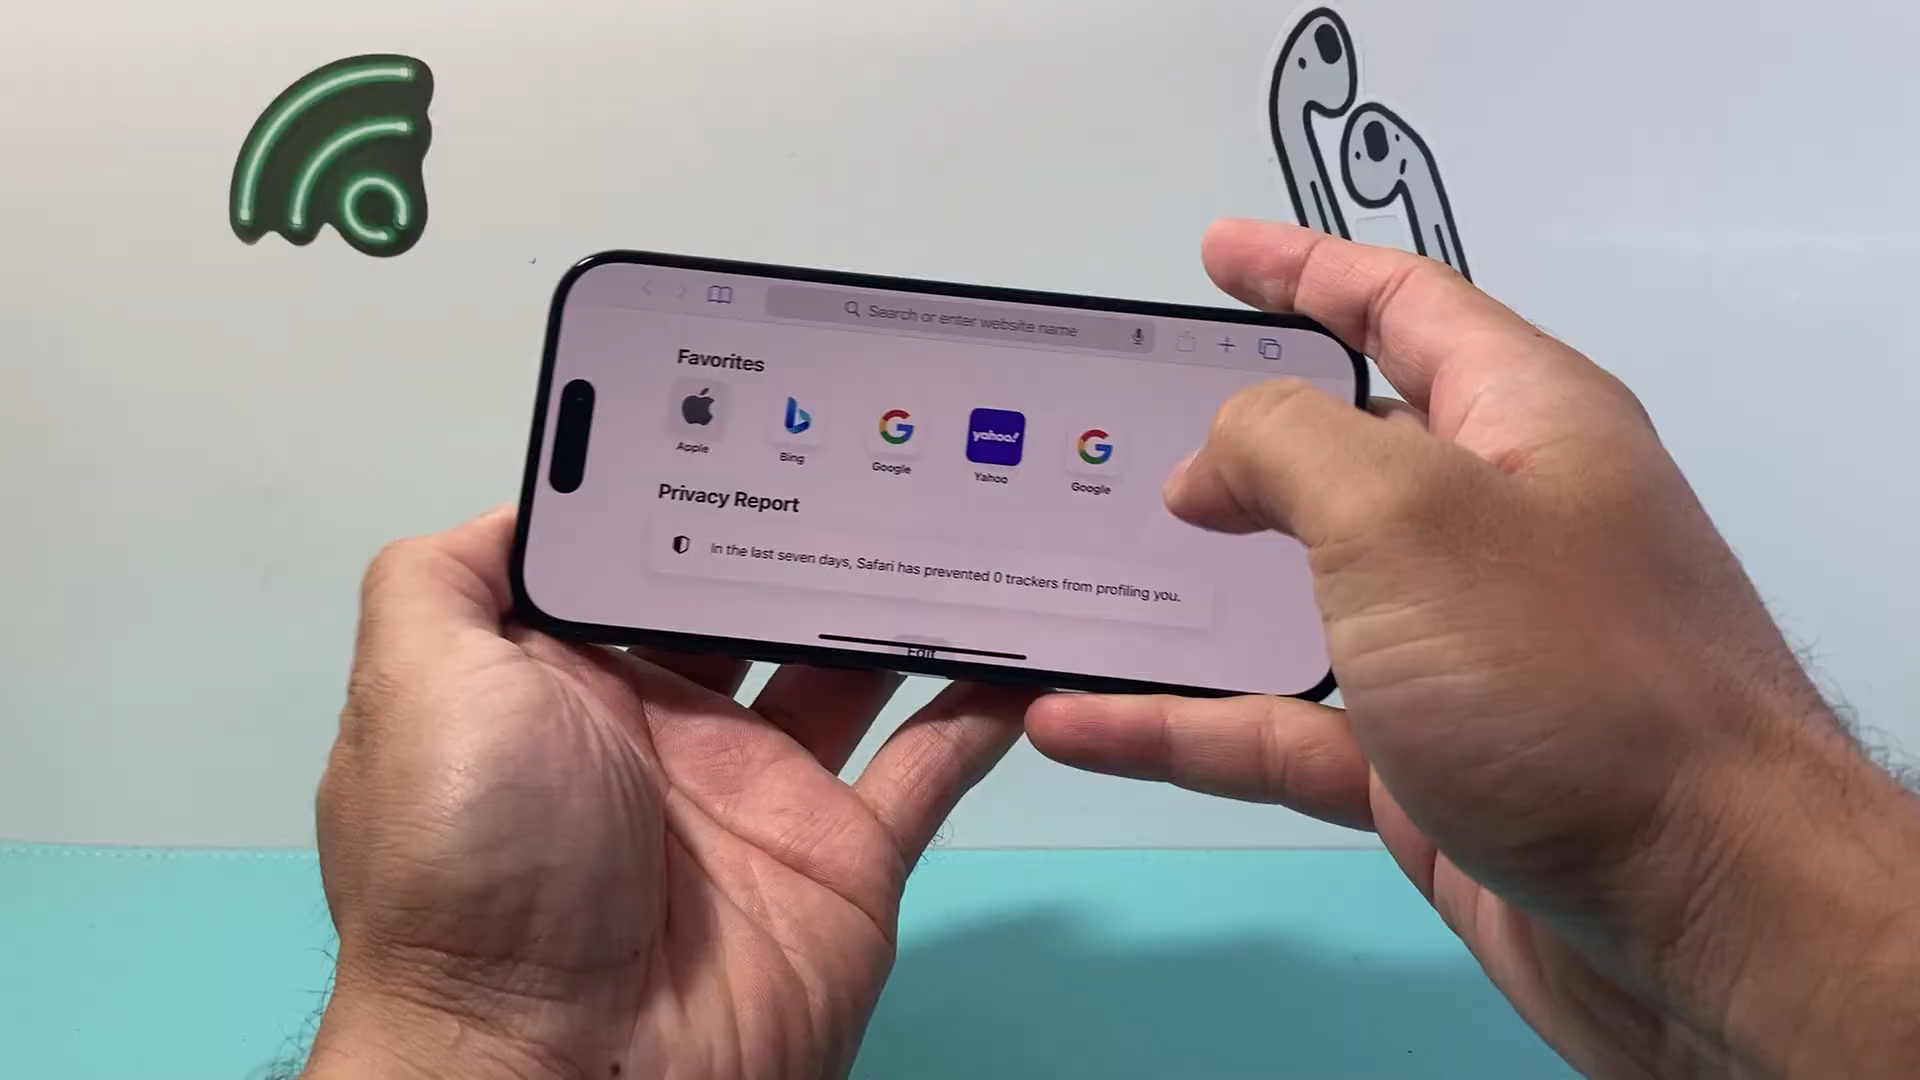 Search or enter website name
Favorites
Apple
Bing
Google
yahoo!
Yahoo
Google
Privacy Report
In the last seven days, Safari has prevented 0 trackers from profiling you.
Edit